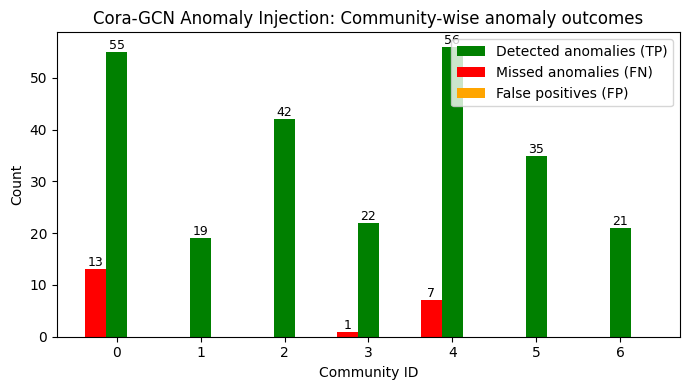 Cora-GCN Anomaly Injection: Community-wise anomaly outcomes
Detected anomalies (TP)
Missed anomalies (FN)
False positives (FP)
Count
50
40
30
20
10
0
13
55
19
42
1
22
7
56
35
21
0 1 2 3 4 5 6
Community ID